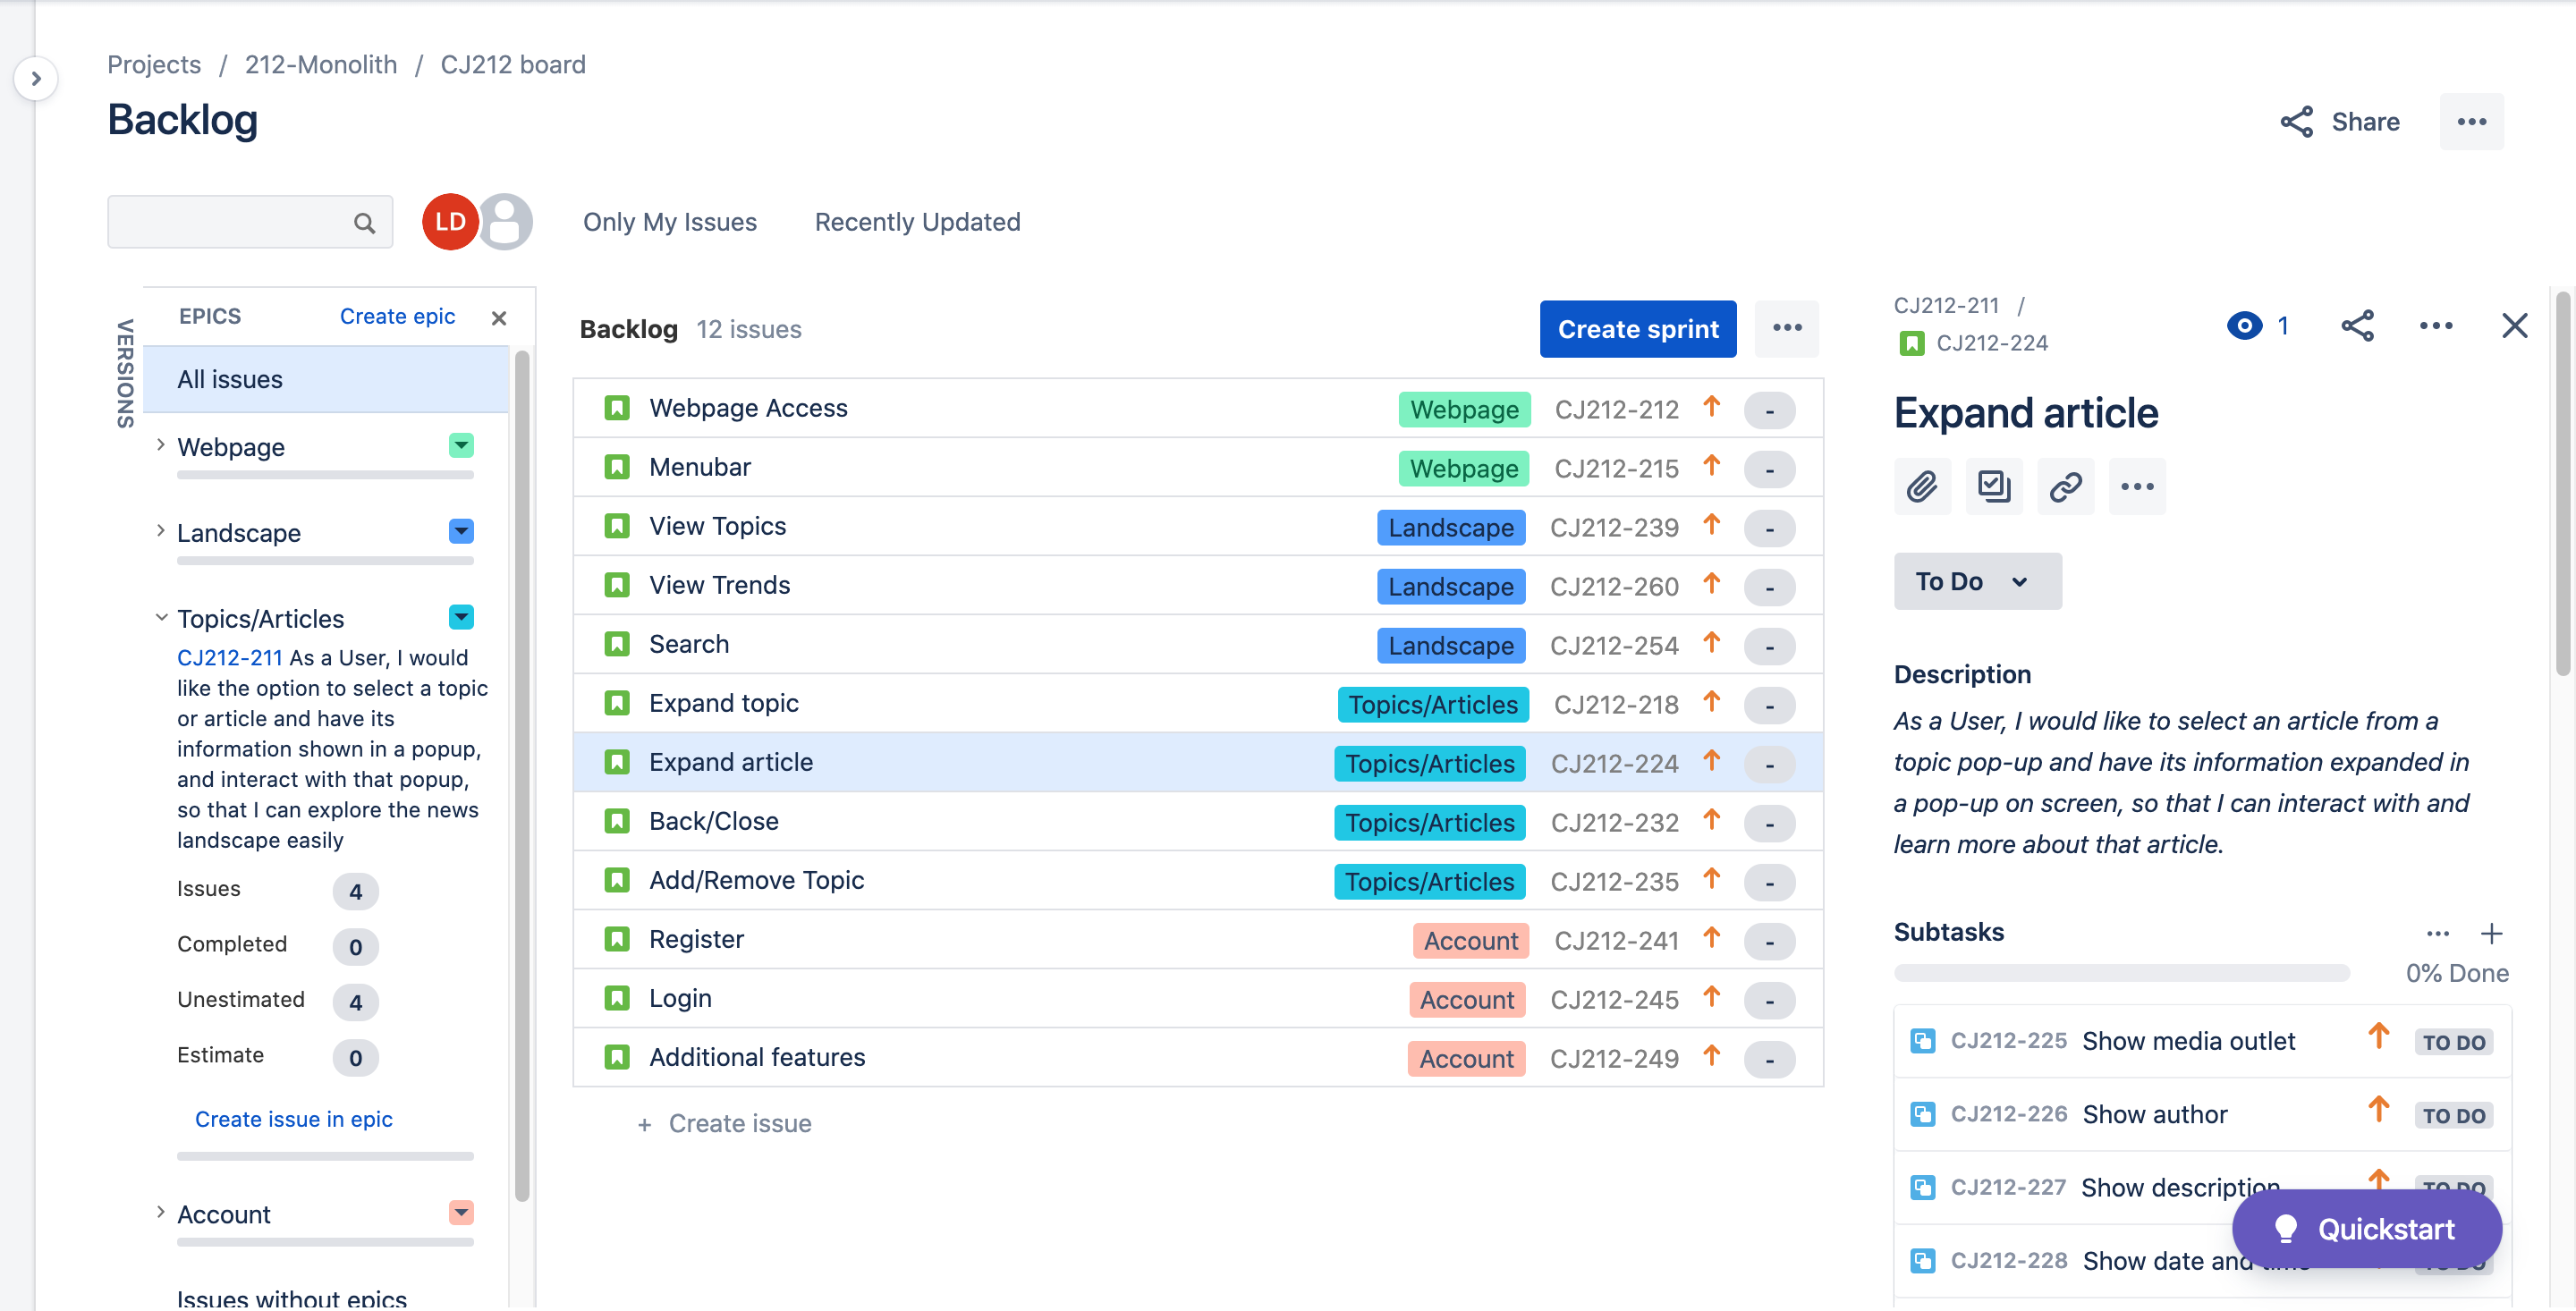 Projects / 212-Monolith / CJ212 board
Backlog
Share
LD
Only My Issues
Recently Updated
VERSIONS
EPICS
Create epic
All issues
Webpage
Landscape
Topics/Articles
CJ212-211 As a User, I would
like the option to select a topic
or article and have its
information shown in a popup,
and interact with that popup,
so that I can explore the news
landscape easily
Issues 4
Completed 0
Unestimated 4
Estimate 0
Create issue in epic
Account
Issues without epics
Backlog 12 issues
Create sprint
Webpage Access Webpage CJ212-212 -
Menubar Webpage CJ212-215 -
View Topics Landscape CJ212-239 -
View Trends Landscape CJ212-260 -
Search Landscape CJ212-254 -
Expand topic Topics/Articles CJ212-218 -
Expand article Topics/Articles CJ212-224 -
Back/Close Topics/Articles CJ212-232 -
Add/Remove Topic Topics/Articles CJ212-235 -
Register Account CJ212-241 -
Login Account CJ212-245 -
Additional features Account CJ212-249 -
+ Create issue
CJ212-211 /
CJ212-224
1
Expand article
To Do
Description
As a User, I would like to select an article from a
topic pop-up and have its information expanded in
a pop-up on screen, so that I can interact with and
learn more about that article.
Subtasks
0% Done
CJ212-225 Show media outlet TO DO
CJ212-226 Show author TO DO
CJ212-227 Show description TO DO
CJ212-228 Show date and time TO DO
Quickstart